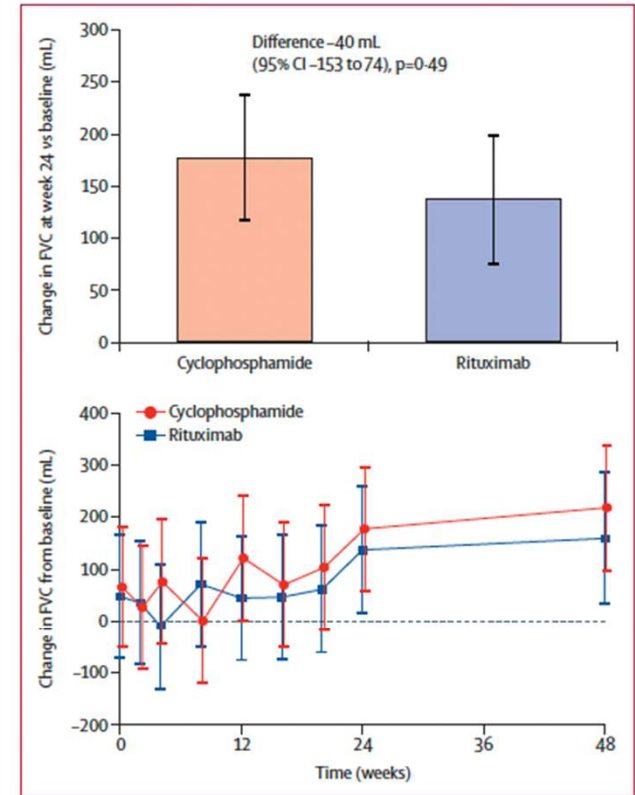 Change in FVC at week 24 vs baseline (mL)
300
250
200
150
100
50
0
Difference –40 mL
(95% CI –153 to 74), p=0·49
Cyclophosphamide
Rituximab
Change in FVC from baseline (mL)
400
300
200
100
0
–100
–200
Cyclophosphamide
Rituximab
0
12
24
36
48
Time (weeks)